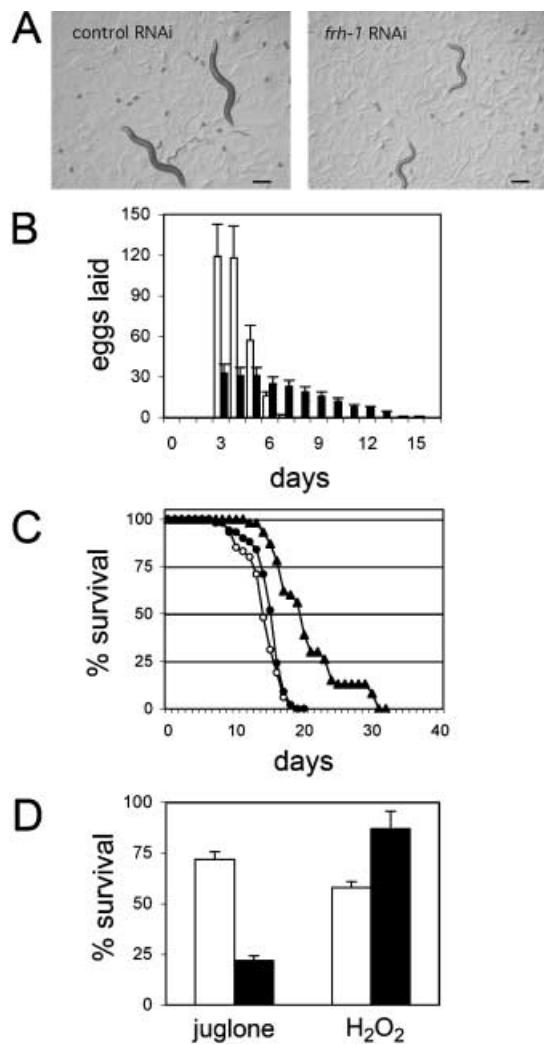 A
control RNAi
frh-1 RNAi
B
150
120
90
60
30
0
eggs laid
0 3 6 9 12 15
days
C
100
75
50
25
0
% survival
0 10 20 30 40
days
D
100
75
50
25
0
% survival
juglone H₂O₂